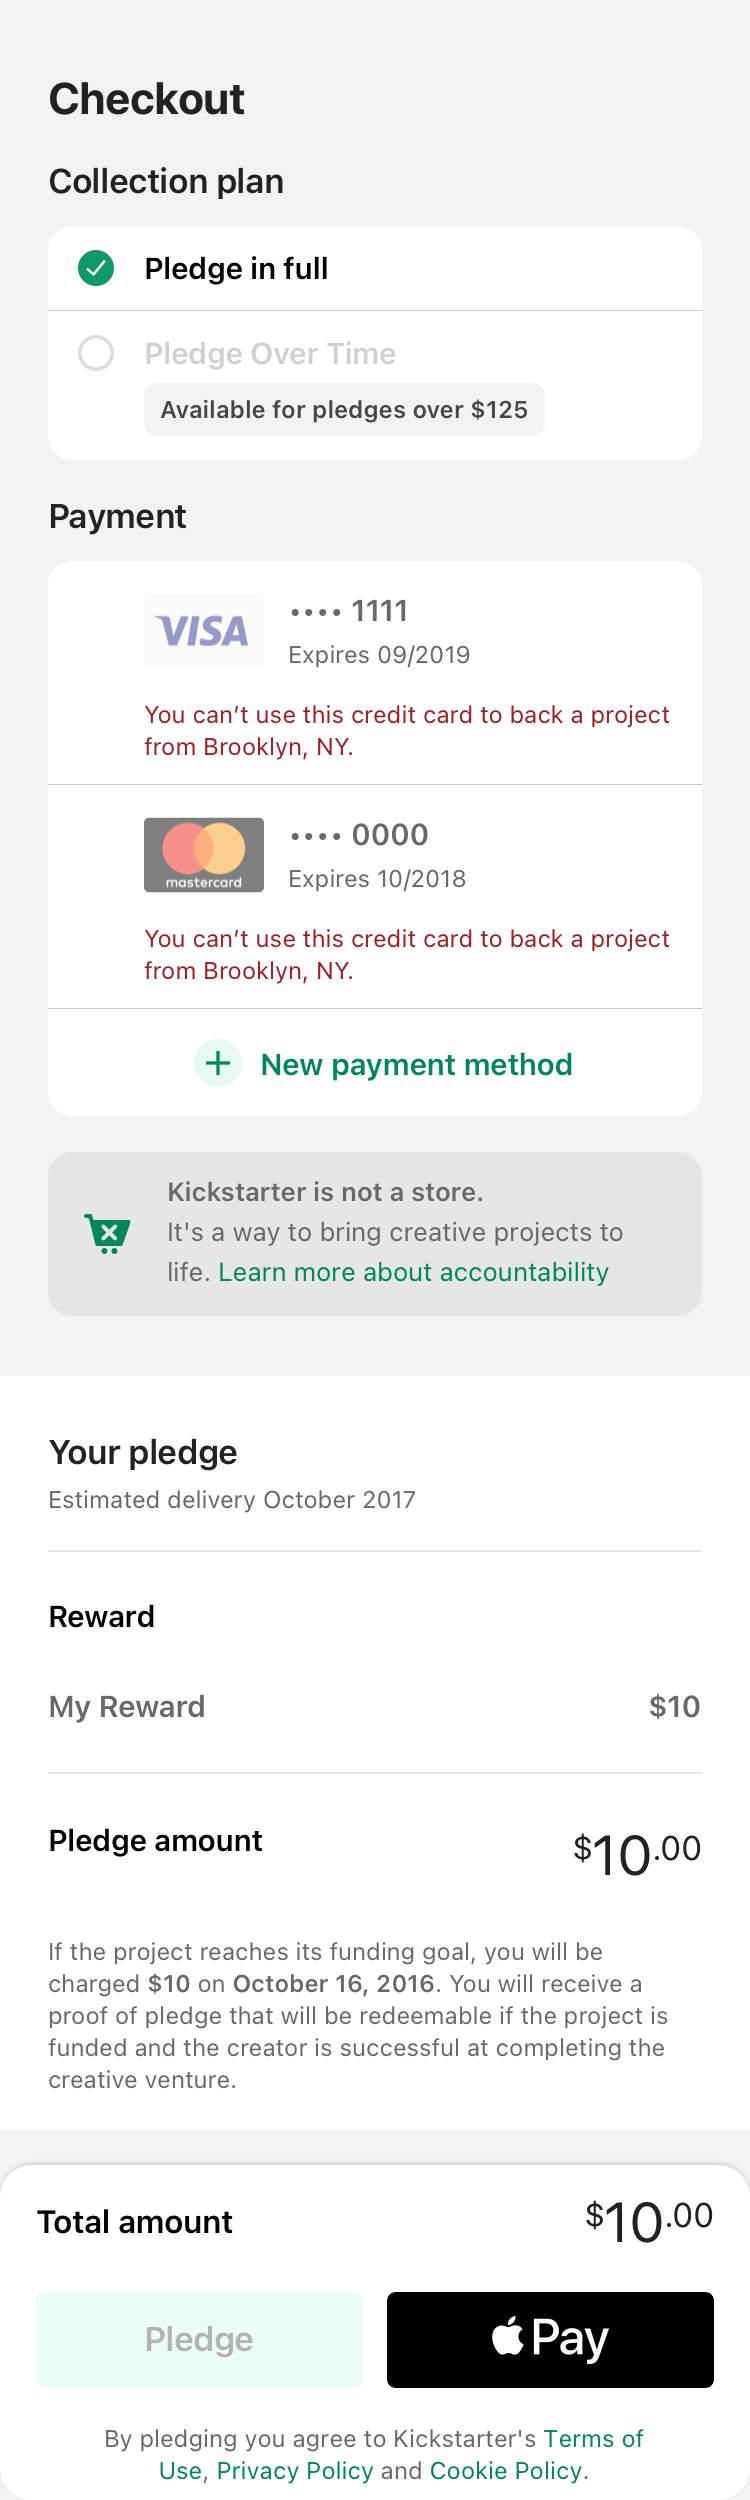 Checkout
Collection plan
Pledge in full
Pledge Over Time
Available for pledges over $125
Payment
VISA
•••• 1111
Expires 09/2019
You can’t use this credit card to back a project
from Brooklyn, NY.
mastercard
•••• 0000
Expires 10/2018
You can’t use this credit card to back a project
from Brooklyn, NY.
New payment method
Kickstarter is not a store.
It's a way to bring creative projects to
life. Learn more about accountability
Your pledge
Estimated delivery October 2017
Reward
My Reward $10
Pledge amount $10.00
If the project reaches its funding goal, you will be
charged $10 on October 16, 2016. You will receive a
proof of pledge that will be redeemable if the project is
funded and the creator is successful at completing the
creative venture.
Total amount $10.00
Pledge
Pay
By pledging you agree to Kickstarter's Terms of
Use, Privacy Policy and Cookie Policy.